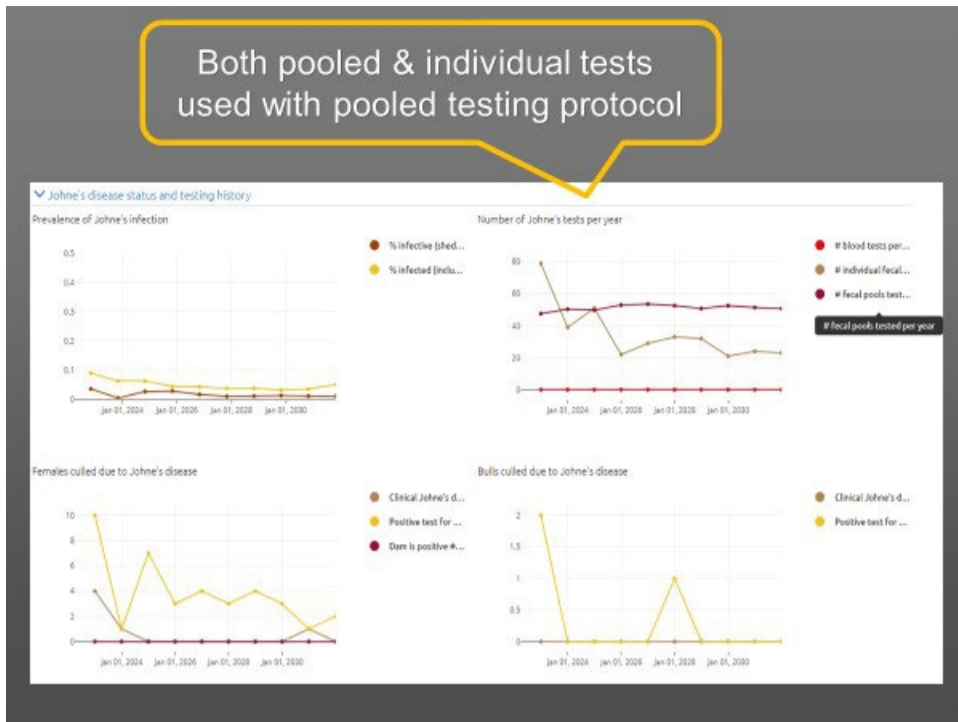 Both pooled & individual tests
used with pooled testing protocol
Johne's disease status and testing history
Prevalence of Johne's infection
0.5
0.4
0.3
0.2
0.1
0
Jan 01, 2024 Jan 01, 2026 Jan 01, 2028 Jan 01, 2030
% infective (shed...
% infected (inclu...
Number of Johne's tests per year
80
60
40
20
0
Jan 01, 2024 Jan 01, 2026 Jan 01, 2028 Jan 01, 2030
# blood tests per...
# individual fecal...
# fecal pools test...
# fecal pools tested per year
Females culled due to Johne's disease
10
8
6
4
2
0
Jan 01, 2024 Jan 01, 2026 Jan 01, 2028 Jan 01, 2030
Clinical Johne's d...
Positive test for ...
Dam is positive #...
Bulls culled due to Johne's disease
2
1.5
1
0.5
0
Jan 01, 2024 Jan 01, 2026 Jan 01, 2028 Jan 01, 2030
Clinical Johne's d...
Positive test for ...